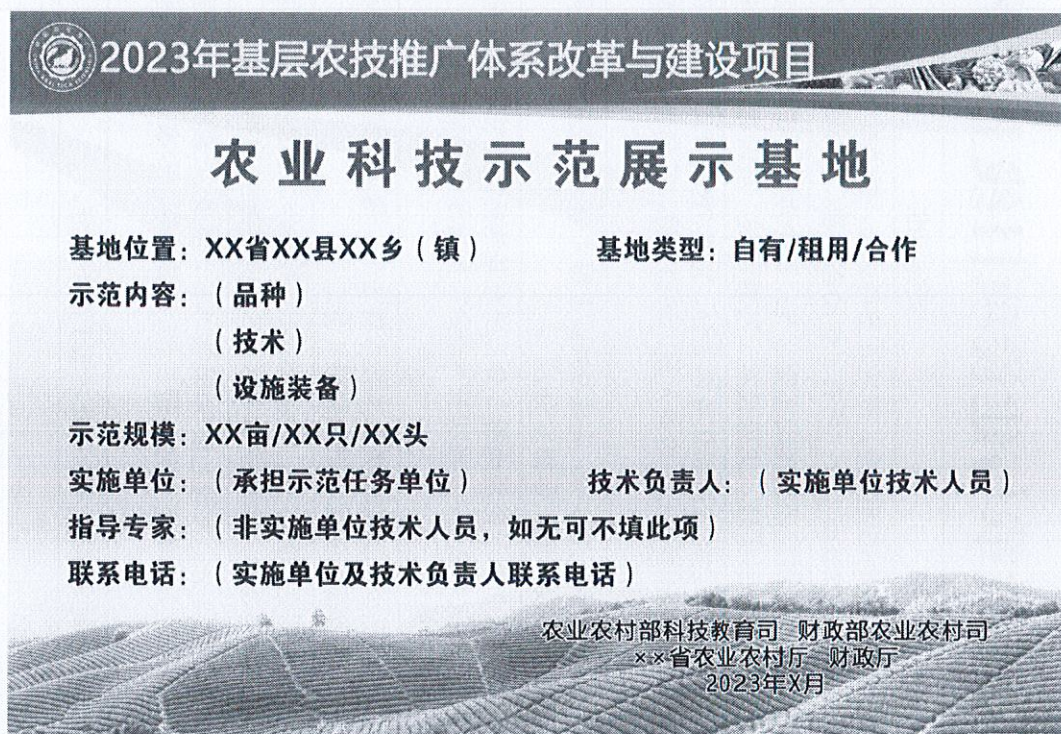 2023年基层农技推广体系改革与建设项目
农业科技示范展示基地
基地位置：XX省XX县XX乡（镇） 基地类型：自有/租用/合作
示范内容：（品种）
（技术）
（设施装备）
示范规模：XX亩/XX只/XX头
实施单位：（承担示范任务单位） 技术负责人：（实施单位技术人员）
指导专家：（非实施单位技术人员，如无可不填此项）
联系电话：（实施单位及技术负责人联系电话）
农业农村部科技教育司 财政部农业农村司
××省农业农村厅 财政厅
2023年X月